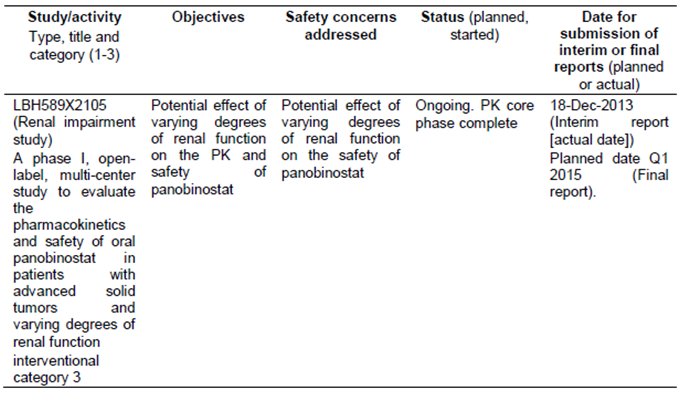 Study/activity
Type, title and
category (1-3)
Objectives
Safety concerns
addressed
Status (planned,
started)
Date for
submission of
interim or final
reports (planned
or actual)
LBH589X2105
(Renal impairment
study)
A phase I, open-
label, multi-center
study to evaluate
the
pharmacokinetics
and safety of oral
panobinostat in
patients with
advanced solid
tumors and
varying degrees of
renal function
interventional
category 3
Potential effect of
varying degrees
of renal function
on the PK and
safety of
panobinostat
Potential effect of
varying degrees
of renal function
on the safety of
panobinostat
Ongoing. PK core
phase complete
18-Dec-2013
(Interim report
[actual date])
Planned date Q1
2015 (Final
report).